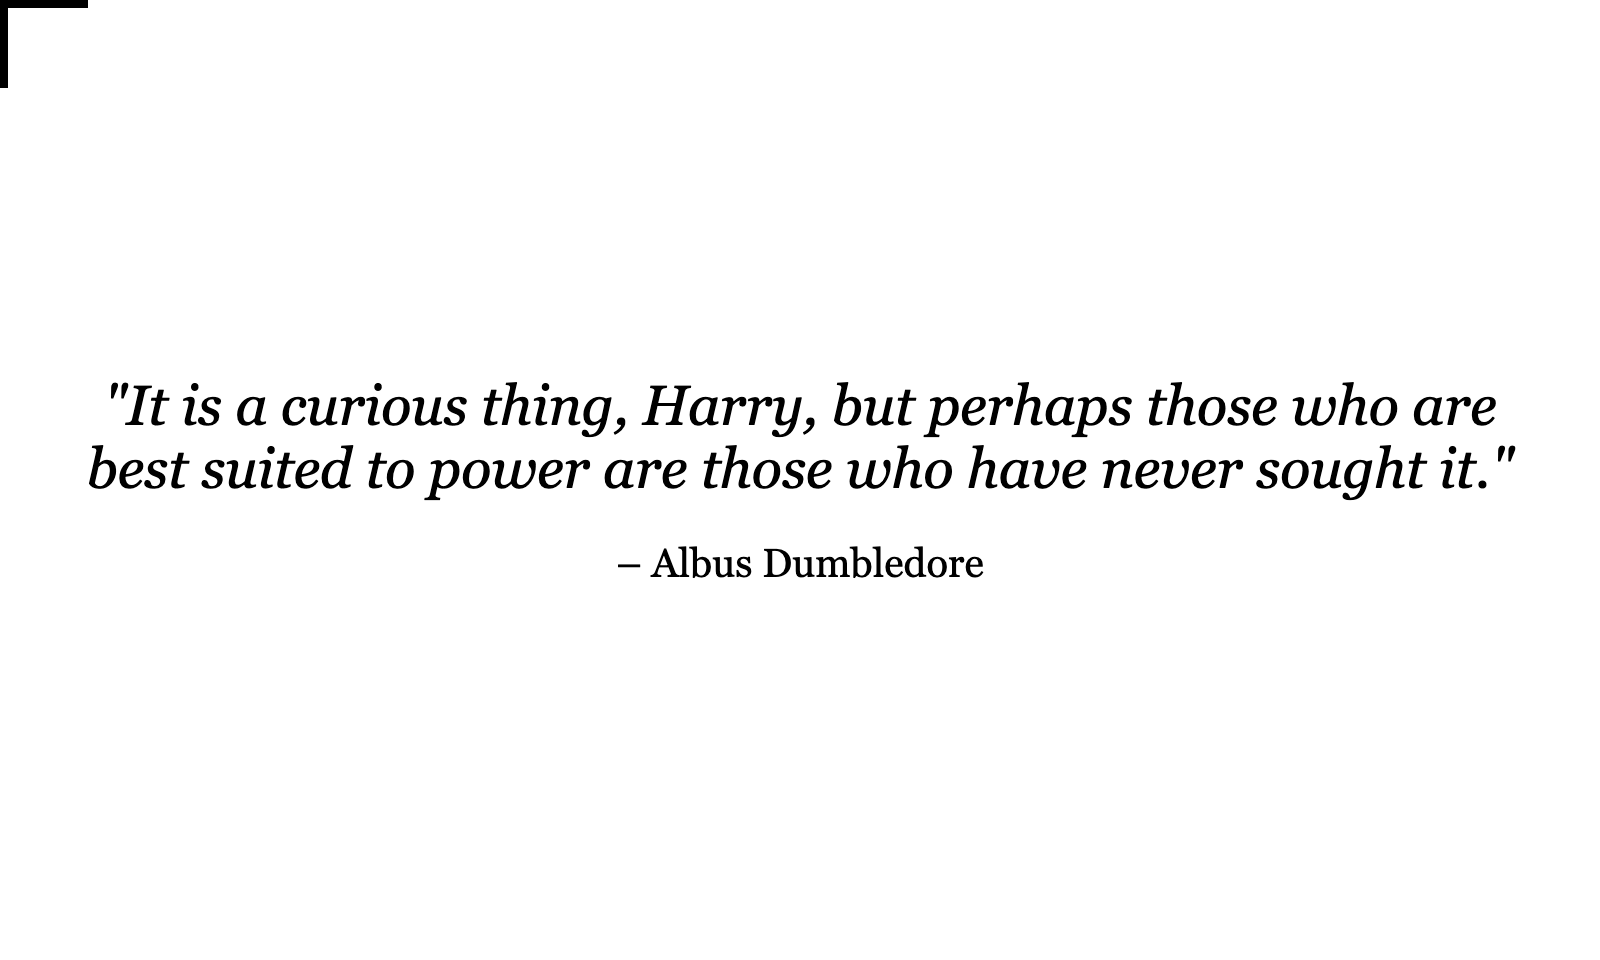 "It is a curious thing, Harry, but perhaps those who are
best suited to power are those who have never sought it."
– Albus Dumbledore